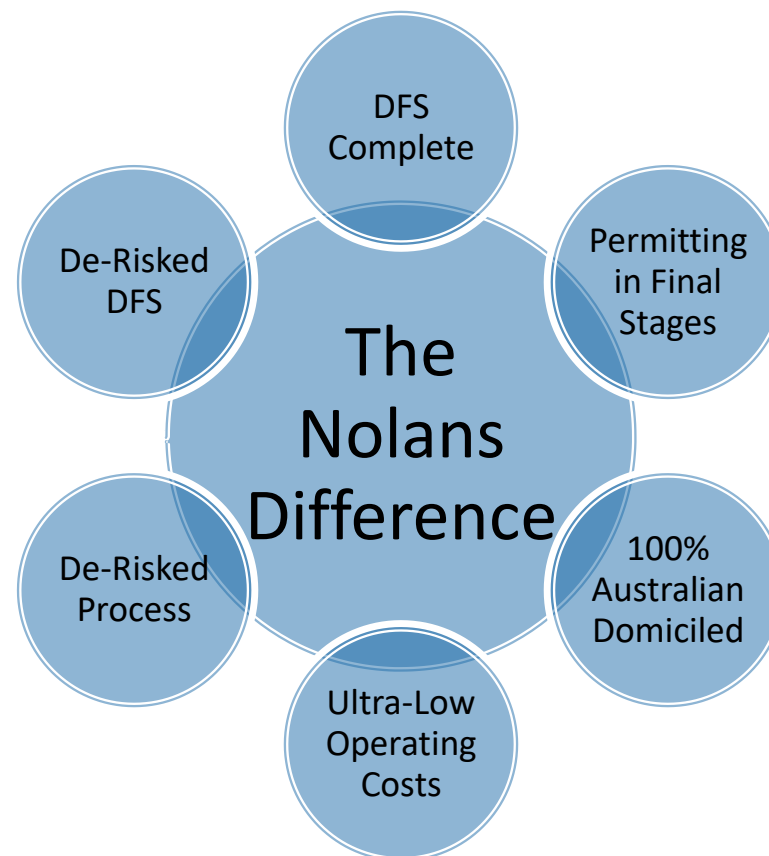 DFS
Complete
Permitting
in Final
Stages
100%
Australian
Domiciled
Ultra-Low
Operating
Costs
De-Risked
Process
De-Risked
DFS
The
Nolans
Difference